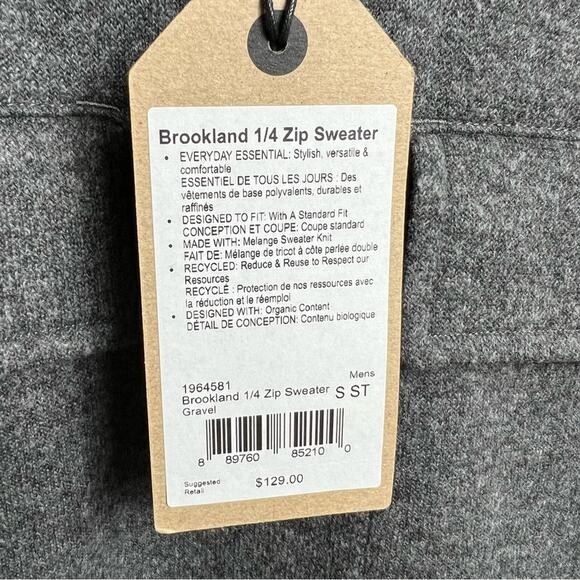 Brookland 1/4 Zip Sweater
• EVERYDAY ESSENTIAL: Stylish, versatile &
comfortable
ESSENTIEL DE TOUS LES JOURS : Des
vêtements de base polyvalents, durables et
raffinés
• DESIGNED TO FIT: With A Standard Fit
CONCEPTION ET COUPE: Coupe standard
• MADE WITH: Melange Sweater Knit
FAIT DE: Mélange de tricot à côte perlée double
• RECYCLED: Reduce & Reuse to Respect our
Resources
RECYCLÉ : Protection de nos ressources avec
la réduction et le réemploi
• DESIGNED WITH: Organic Content
DÉTAIL DE CONCEPTION: Contenu biologique
1964581 Mens
Brookland 1/4 Zip Sweater S ST
Gravel
8 89760 85210 0
Suggested
Retail $129.00